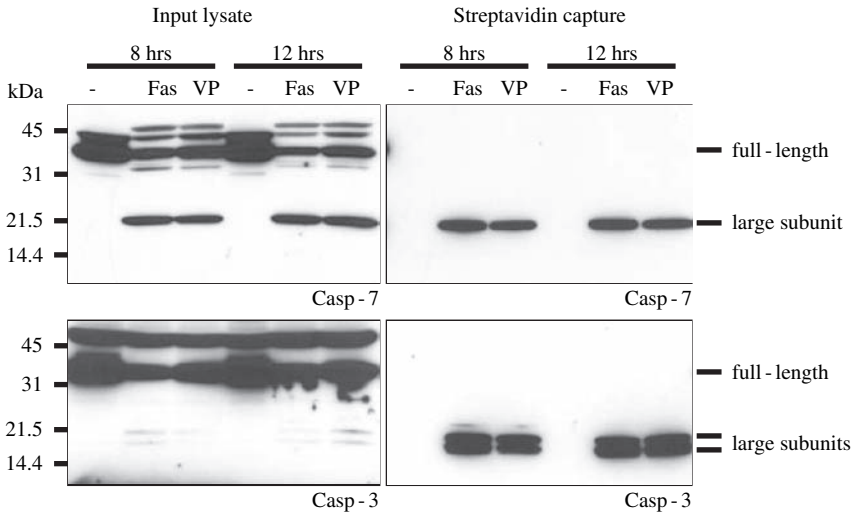 Input lysate Streptavidin capture
8 hrs 12 hrs 8 hrs 12 hrs
kDa - Fas VP - Fas VP - Fas VP - Fas VP
45
31
21.5
14.4
full-length
large subunit
Casp-7 Casp-7
45
31
21.5
14.4
full-length
large subunits
Casp-3 Casp-3